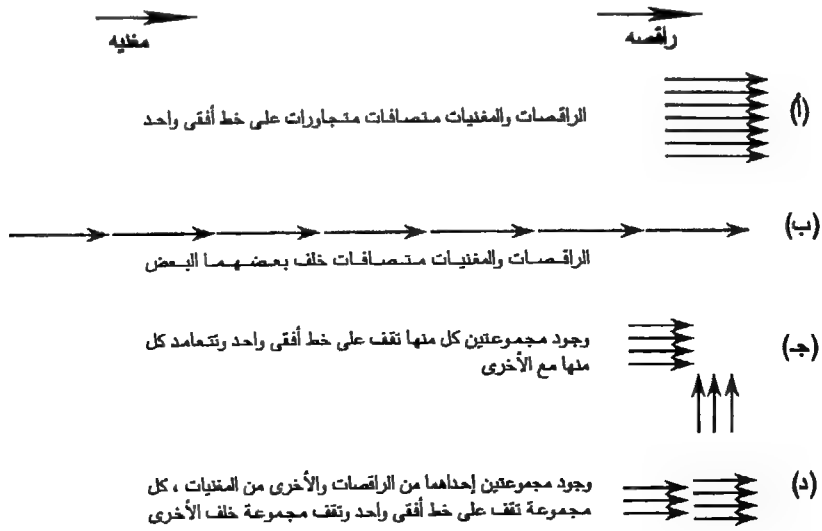 راقصه
مغنيه
(أ)
الراقصات والمغنيات متصافات متجاورات على خط أفقى واحد
(ب)
الراقصات والمغنيات متصافات خلف بعضهما البعض
(جـ)
وجود مجموعتين كل منها تقف على خط أفقى واحد وتتعامد كل
منها مع الأخرى
(د)
وجود مجموعتين إحداهما من الراقصات والأخرى من المغنيات ، كل
مجموعة تقف على خط أفقى واحد وتقف مجموعة خلف الأخرى